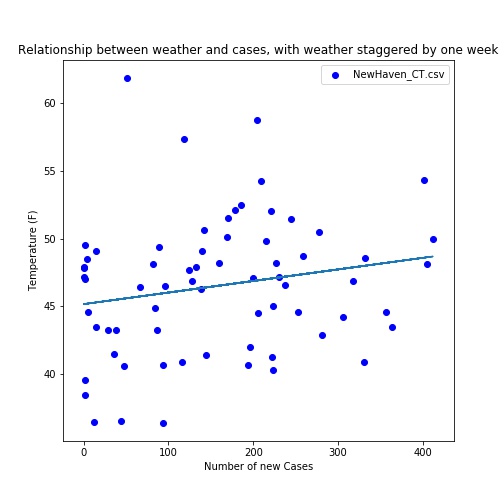 Relationship between weather and cases, with weather staggered by one week
NewHaven_CT.csv
60
55
50
45
40
Temperature (F)
0 100 200 300 400
Number of new Cases